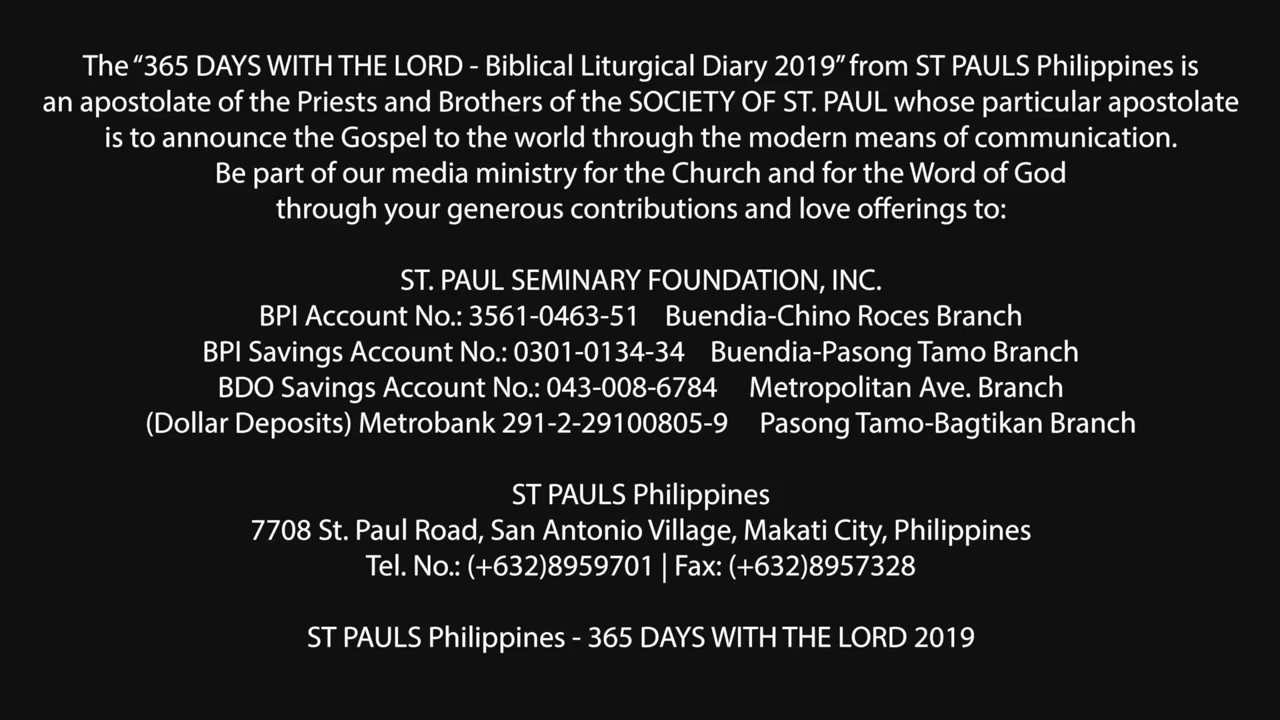 The “365 DAYS WITH THE LORD - Biblical Liturgical Diary 2019” from ST PAULS Philippines is
an apostolate of the Priests and Brothers of the SOCIETY OF ST. PAUL whose particular apostolate
is to announce the Gospel to the world through the modern means of communication.
Be part of our media ministry for the Church and for the Word of God
through your generous contributions and love offerings to:
ST. PAUL SEMINARY FOUNDATION, INC.
BPI Account No.: 3561-0463-51 Buendia-Chino Roces Branch
BPI Savings Account No.: 0301-0134-34 Buendia-Pasong Tamo Branch
BDO Savings Account No.: 043-008-6784 Metropolitan Ave. Branch
(Dollar Deposits) Metrobank 291-2-29100805-9 Pasong Tamo-Bagtikan Branch
ST PAULS Philippines
7708 St. Paul Road, San Antonio Village, Makati City, Philippines
Tel. No.: (+632)8959701 | Fax: (+632)8957328
ST PAULS Philippines - 365 DAYS WITH THE LORD 2019